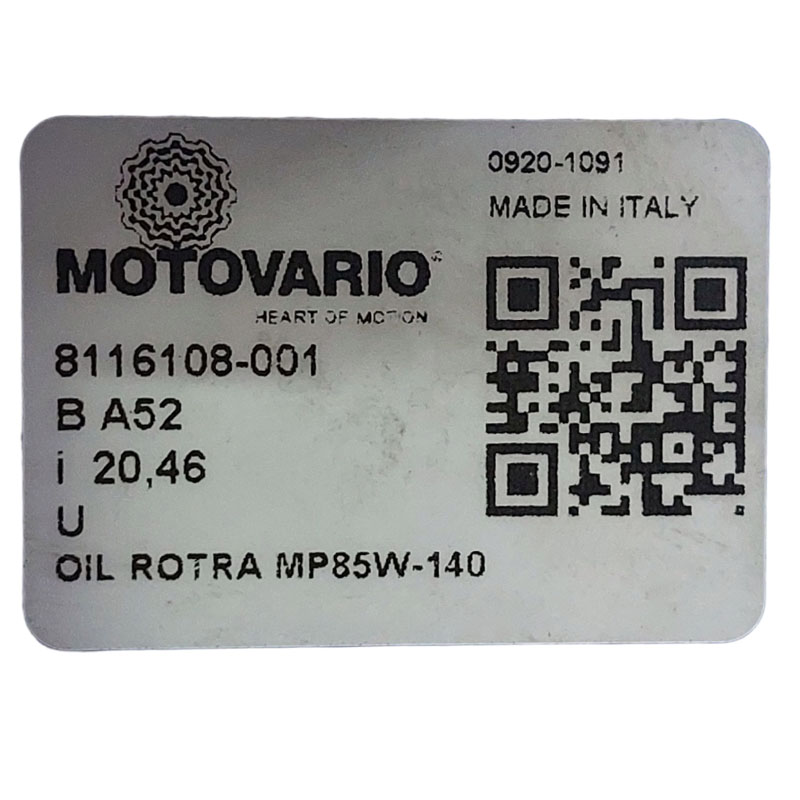 MOTOVARIO®
HEART OF MOTION
0920-1091
MADE IN ITALY
8116108-001
B A52
i 20,46
U
OIL ROTRA MP85W-140